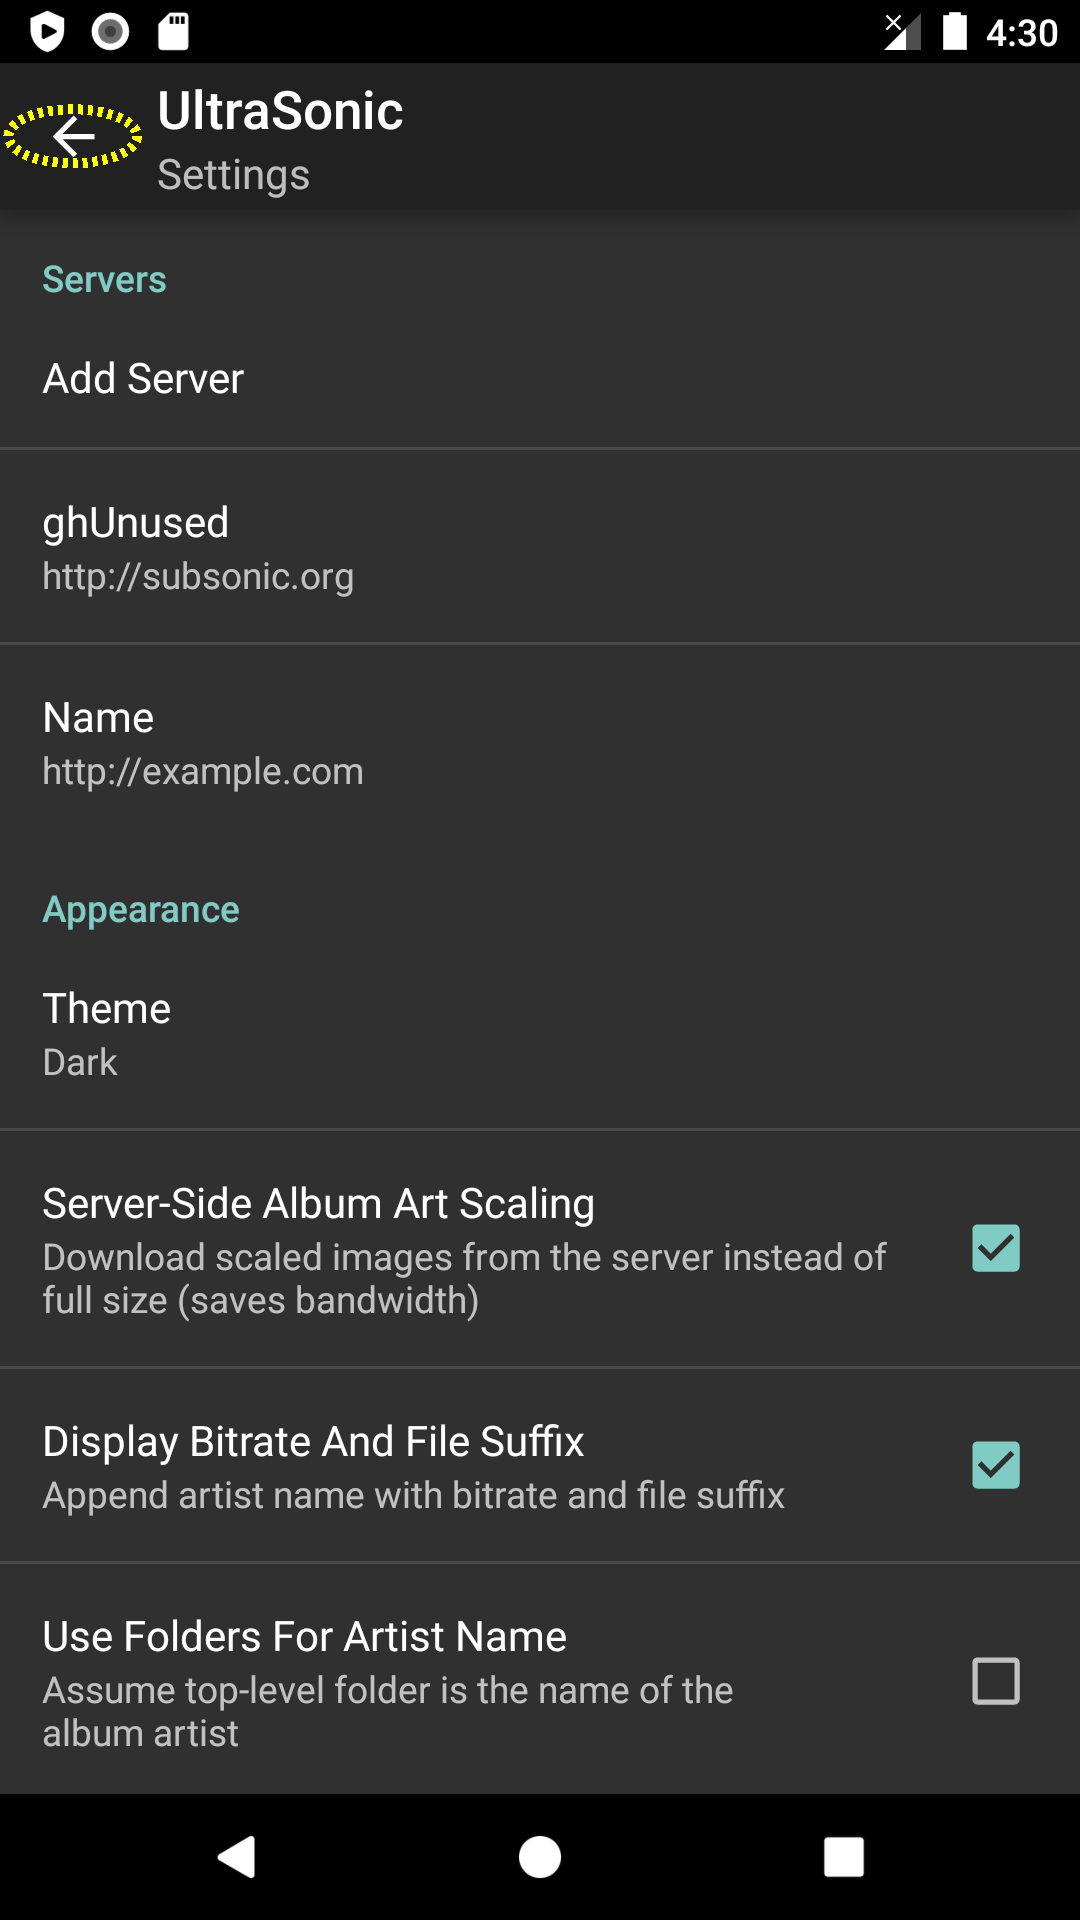 4:30
UltraSonic
Settings
Servers
Add Server
ghUnused
http://subsonic.org
Name
http://example.com
Appearance
Theme
Dark
Server-Side Album Art Scaling
Download scaled images from the server instead of
full size (saves bandwidth)
Display Bitrate And File Suffix
Append artist name with bitrate and file suffix
Use Folders For Artist Name
Assume top-level folder is the name of the
album artist